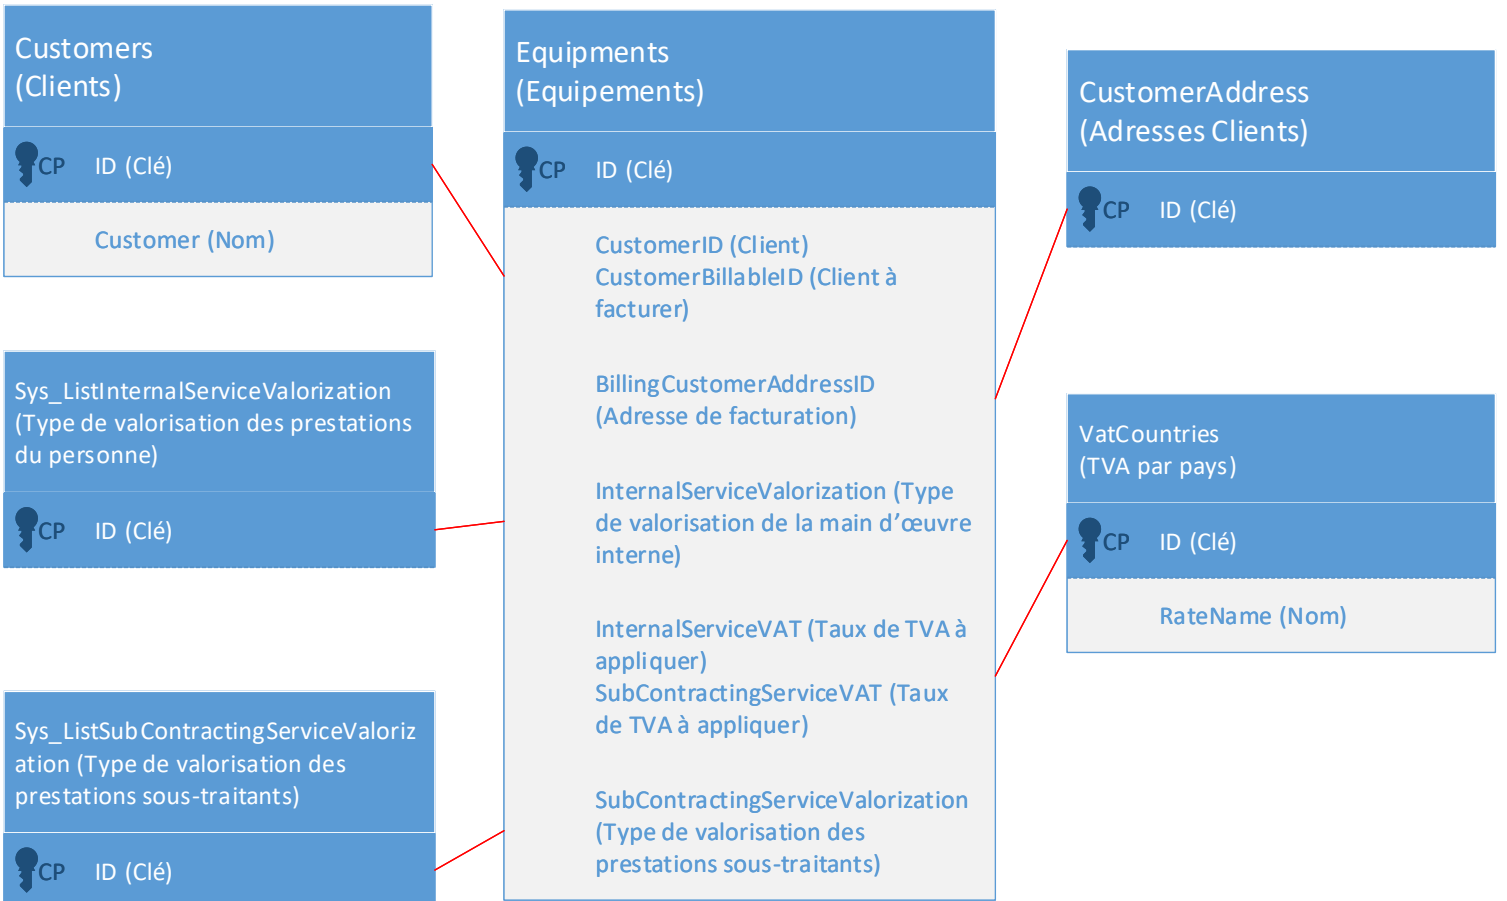 Customers
(Clients)
CP ID (Clé)
Customer (Nom)
Sys_ListInternalServiceValorization
(Type de valorisation des prestations
du personne)
CP ID (Clé)
Sys_ListSubContractingServiceValoriz
ation (Type de valorisation des
prestations sous-traitants)
CP ID (Clé)
Equipments
(Equipements)
CP ID (Clé)
CustomerID (Client)
CustomerBillableID (Client à
facturer)
BillingCustomerAddressID
(Adresse de facturation)
InternalServiceValorization (Type
de valorisation de la main d’œuvre
interne)
InternalServiceVAT (Taux de TVA à
appliquer)
SubContractingServiceVAT (Taux
de TVA à appliquer)
SubContractingServiceValorization
(Type de valorisation des
prestations sous-traitants)
CustomerAddress
(Adresses Clients)
CP ID (Clé)
VatCountries
(TVA par pays)
CP ID (Clé)
RateName (Nom)